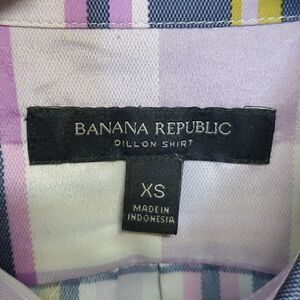 BANANA REPUBLIC
DILLON SHIRT
XS
MADE IN
INDONESIA